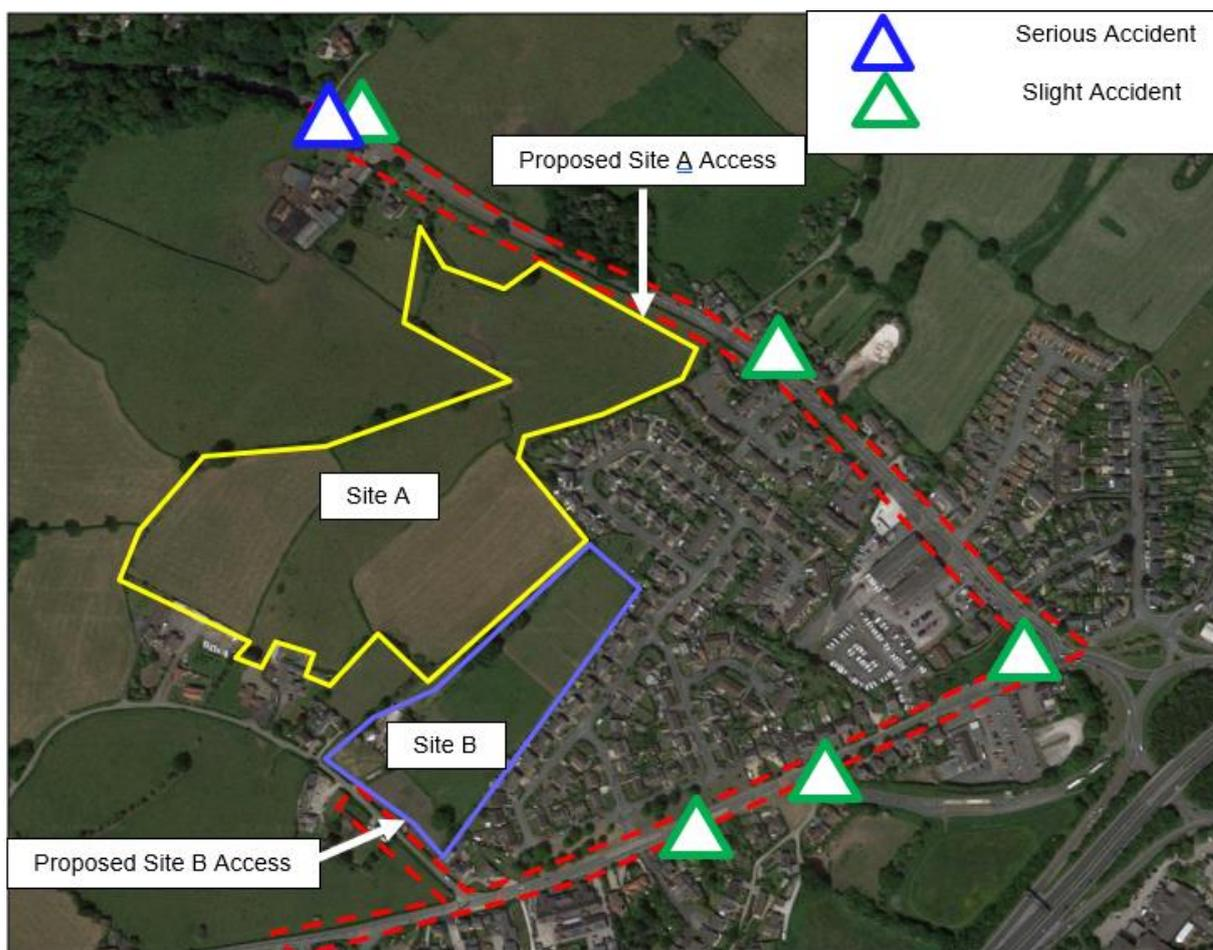 Serious Accident
Slight Accident
Proposed Site A Access
Site A
Site B
Proposed Site B Access